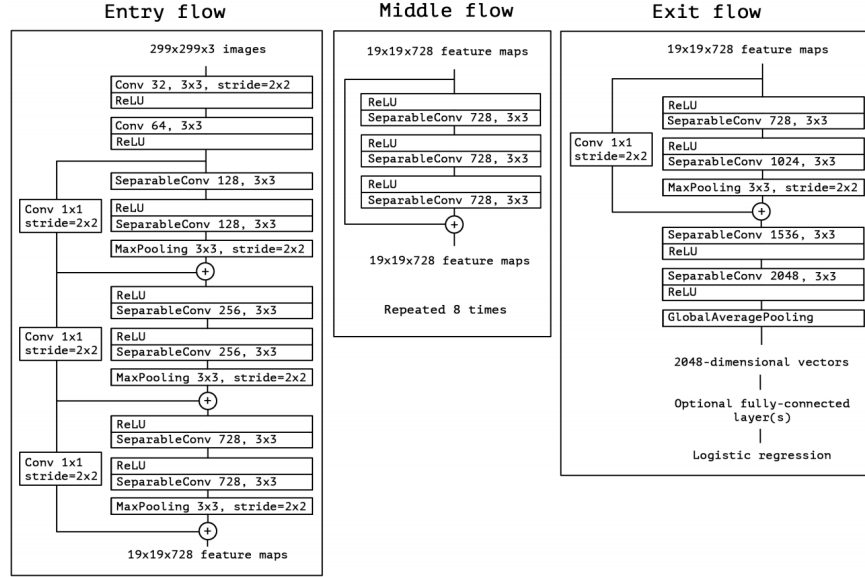 Entry flow
299x299x3 images
Conv 32, 3x3, stride=2x2
ReLU
Conv 64, 3x3
ReLU
SeparableConv 128, 3x3
Conv 1x1
stride=2x2
ReLU
SeparableConv 128, 3x3
MaxPooling 3x3, stride=2x2
+
ReLU
SeparableConv 256, 3x3
Conv 1x1
stride=2x2
ReLU
SeparableConv 256, 3x3
MaxPooling 3x3, stride=2x2
+
ReLU
SeparableConv 728, 3x3
Conv 1x1
stride=2x2
ReLU
SeparableConv 728, 3x3
MaxPooling 3x3, stride=2x2
+
19x19x728 feature maps
Middle flow
19x19x728 feature maps
ReLU
SeparableConv 728, 3x3
ReLU
SeparableConv 728, 3x3
ReLU
SeparableConv 728, 3x3
+
19x19x728 feature maps
Repeated 8 times
Exit flow
19x19x728 feature maps
ReLU
SeparableConv 728, 3x3
Conv 1x1
stride=2x2
ReLU
SeparableConv 1024, 3x3
MaxPooling 3x3, stride=2x2
+
SeparableConv 1536, 3x3
ReLU
SeparableConv 2048, 3x3
ReLU
GlobalAveragePooling
2048-dimensional vectors
Optional fully-connected
layer(s)
Logistic regression